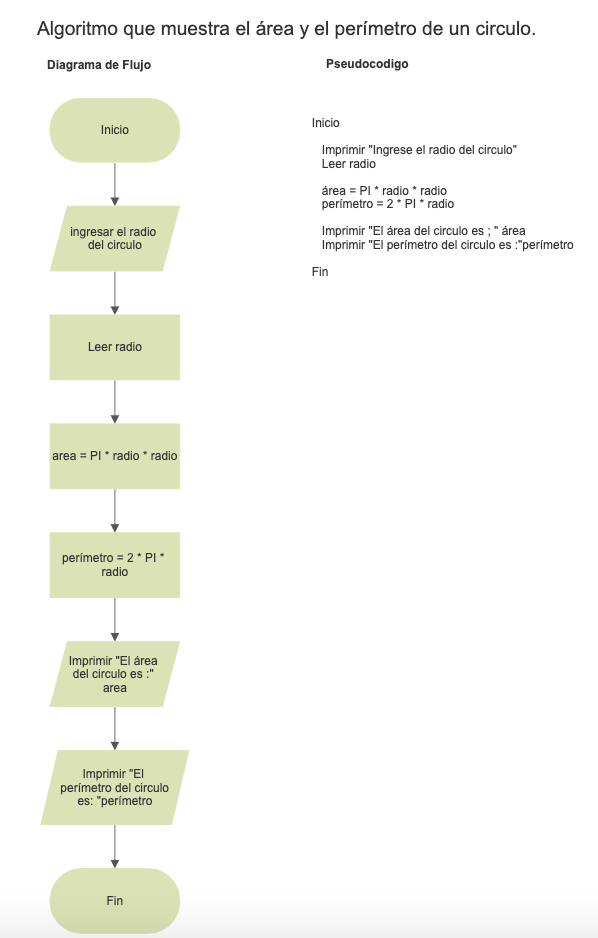 Algoritmo que muestra el área y el perímetro de un circulo.
Diagrama de Flujo
Inicio
ingresar el radio
del circulo
Leer radio
area = PI * radio * radio
perímetro = 2 * PI *
radio
Imprimir "El área
del circulo es :"
area
Imprimir "El
perímetro del circulo
es: "perímetro
Fin
Pseudocodigo
Inicio
Imprimir "Ingrese el radio del circulo"
Leer radio
área = PI * radio * radio
perímetro = 2 * PI * radio
Imprimir "El área del circulo es ; " área
Imprimir "El perímetro del circulo es :"perímetro
Fin